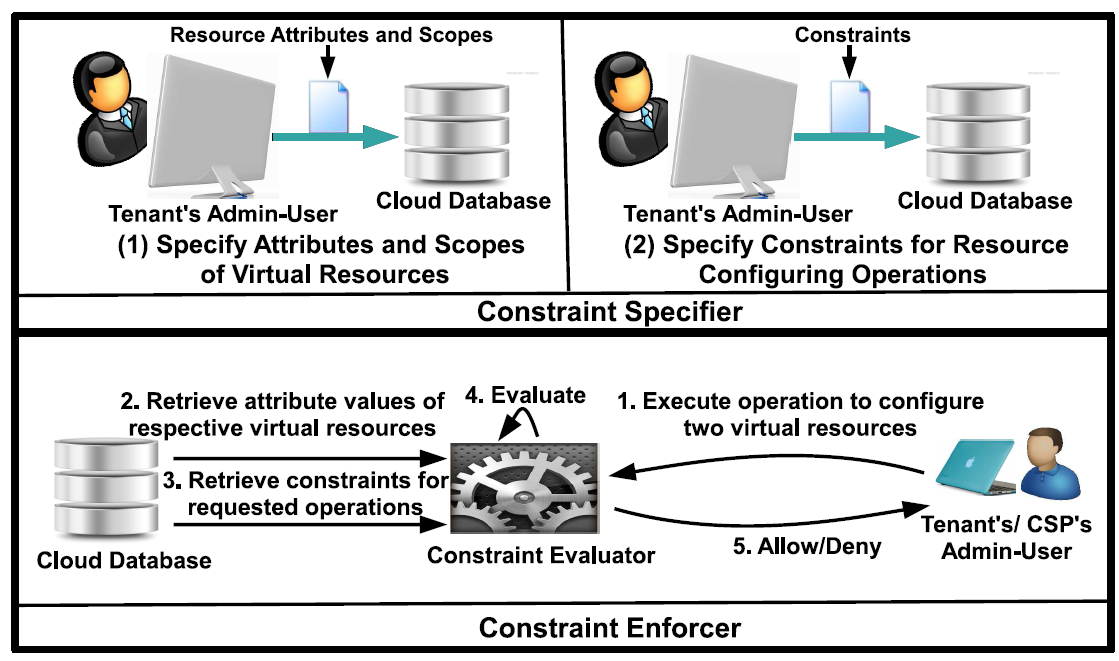 Resource Attributes and Scopes
Tenant's Admin-User
Cloud Database
(1) Specify Attributes and Scopes
of Virtual Resources
Constraints
Tenant's Admin-User
Cloud Database
(2) Specify Constraints for Resource
Configuring Operations
Constraint Specifier
2. Retrieve attribute values of
respective virtual resources
3. Retrieve constraints for
requested operations
Cloud Database
4. Evaluate
Constraint Evaluator
1. Execute operation to configure
two virtual resources
5. Allow/Deny
Tenant's/ CSP's
Admin-User
Constraint Enforcer